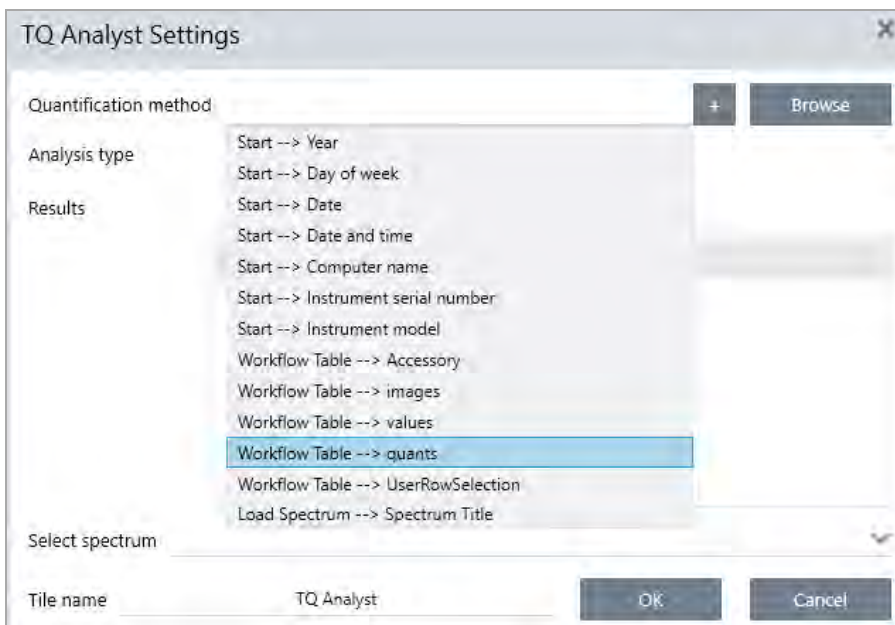 TQ Analyst Settings
Quantification method
+
Browse
Start --> Year
Analysis type
Start --> Day of week
Results
Start --> Date
Start --> Date and time
Start --> Computer name
Start --> Instrument serial number
Start --> Instrument model
Workflow Table --> Accessory
Workflow Table --> images
Workflow Table --> values
Workflow Table --> quants
Workflow Table --> UserRowSelection
Load Spectrum --> Spectrum Title
Select spectrum
Tile name
TQ Analyst
OK
Cancel